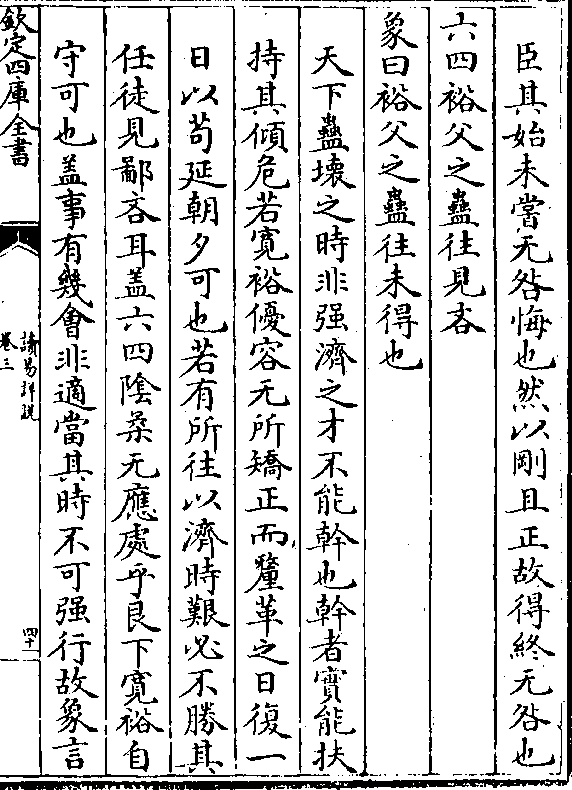 臣其始未嘗无咎悔也然以剛且正故得終无咎也
六四裕父之蠱往見吝
象曰裕父之蠱往未得也
天下蠱壞之時非强濟之才不能幹也幹者實能扶
持其傾危若寛裕優容无所矯正而釐革之日復一
日以苟延朝夕可也若有所往以濟時艱必不勝其
任徒見鄙吝耳盖六四陰柔无應處乎艮下寛裕自
守可也盖事有幾會非適當其時不可强行故象言
欽定四庫全書
讀易詳說
卷三
四十